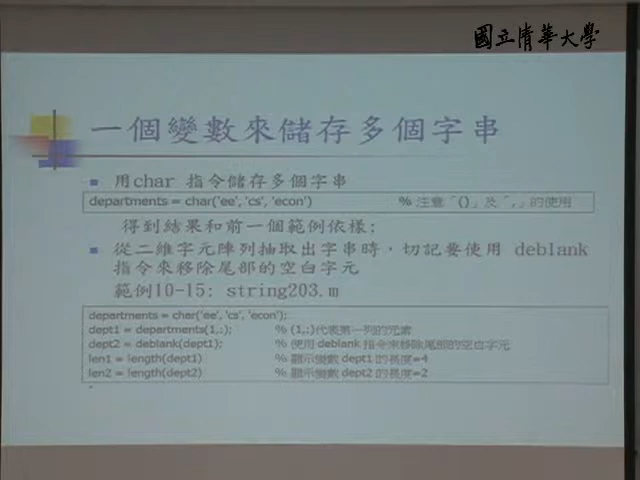 國立清華大學
一個變數來儲存多個字串
用char 指令儲存多個字串
departments = char('ee', 'cs', 'econ') % 注意「()」及「,」的使用
得到結果和前一個範例依樣:
從二維字元陣列抽取出字串時，切記要使用 deblank
指令來移除尾部的空白字元
範例10-15: string203.m
departments = char('ee', 'cs', 'econ');
dept1 = departments(1,:); % (1,:)代表第一列的元素
dept2 = deblank(dept1); % 使用 deblank 指令來移除尾部的空白字元
len1 = length(dept1) % 顯示變數 dept1 的長度=4
len2 = length(dept2) % 顯示變數 dept2 的長度=2